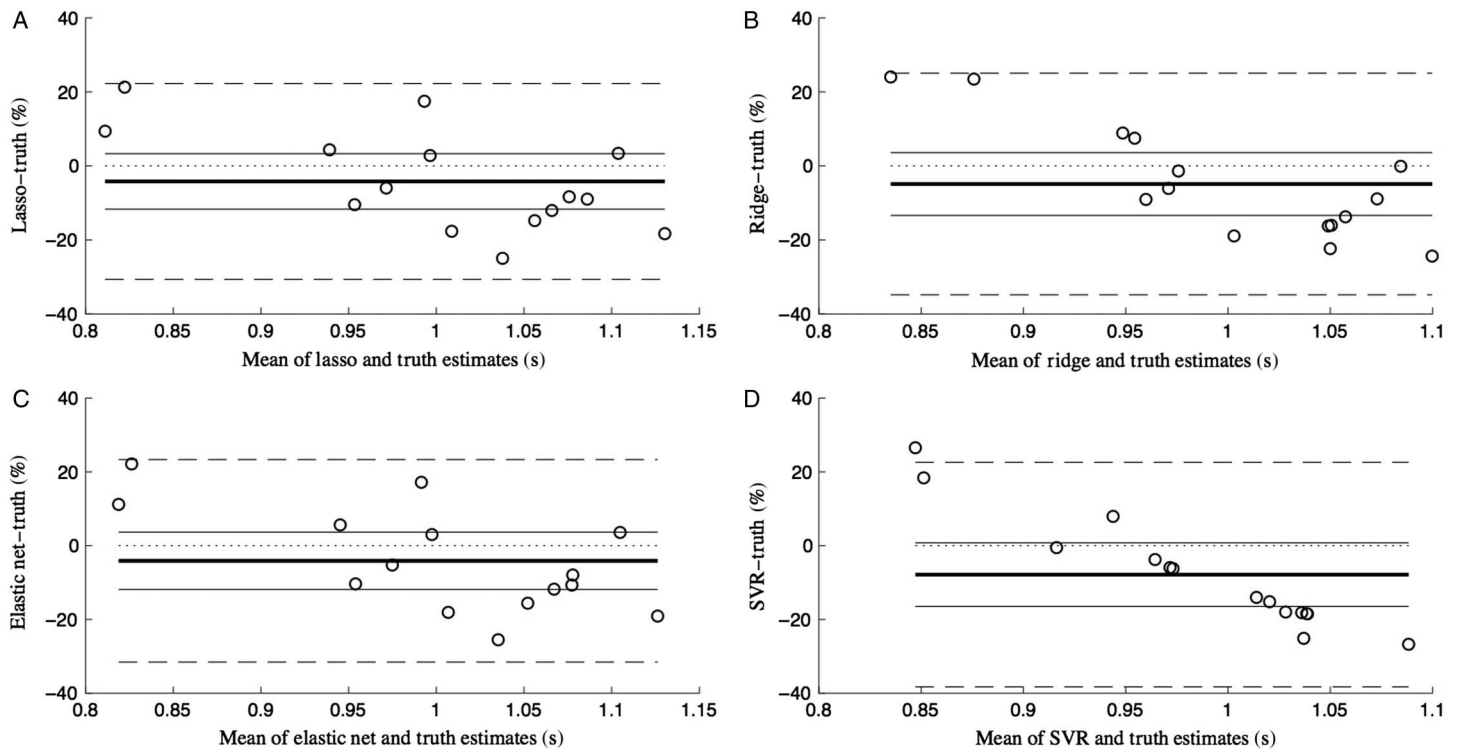 A
40
20
0
−20
−40
Lasso−truth (%)
0.8 0.85 0.9 0.95 1 1.05 1.1 1.15
Mean of lasso and truth estimates (s)
B
40
20
0
−20
−40
Ridge−truth (%)
0.8 0.85 0.9 0.95 1 1.05 1.1
Mean of ridge and truth estimates (s)
C
40
20
0
−20
−40
Elastic net−truth (%)
0.8 0.85 0.9 0.95 1 1.05 1.1 1.15
Mean of elastic net and truth estimates (s)
D
40
20
0
−20
−40
SVR−truth (%)
0.8 0.85 0.9 0.95 1 1.05 1.1
Mean of SVR and truth estimates (s)